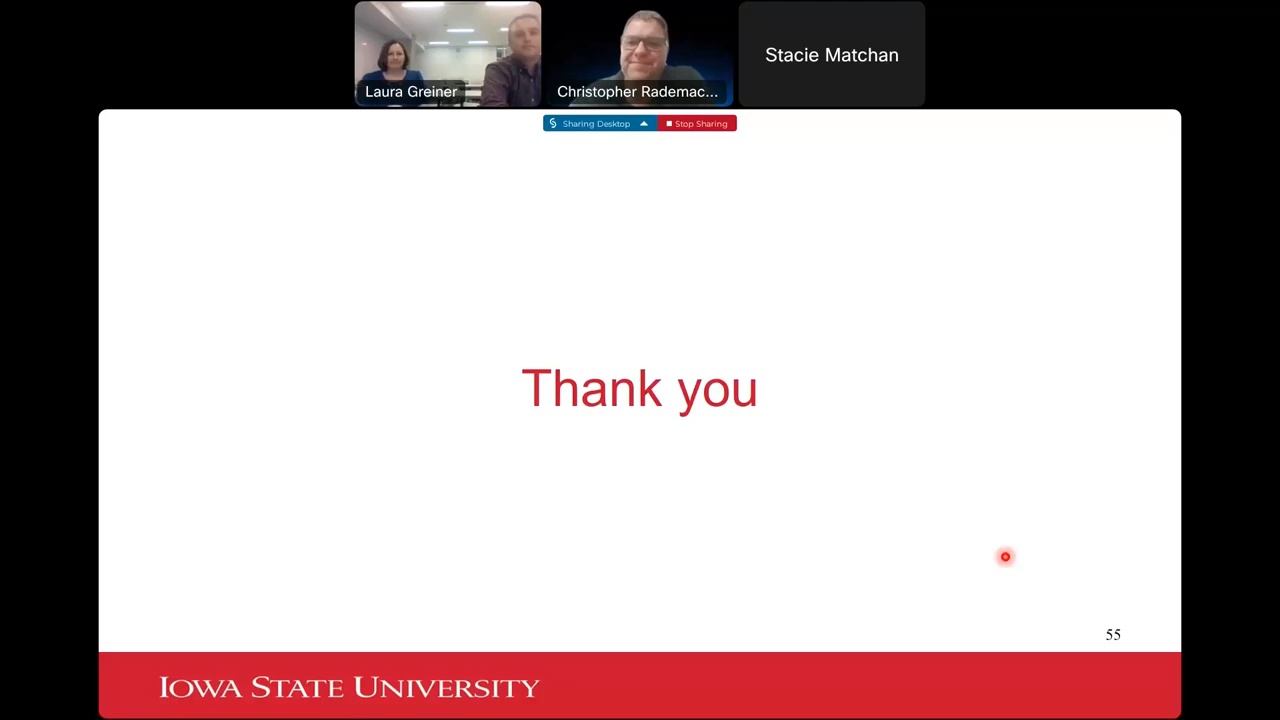 Laura Greiner
Christopher Rademac...
Stacie Matchan
Sharing Desktop
Stop Sharing
Thank you
55
IOWA STATE UNIVERSITY